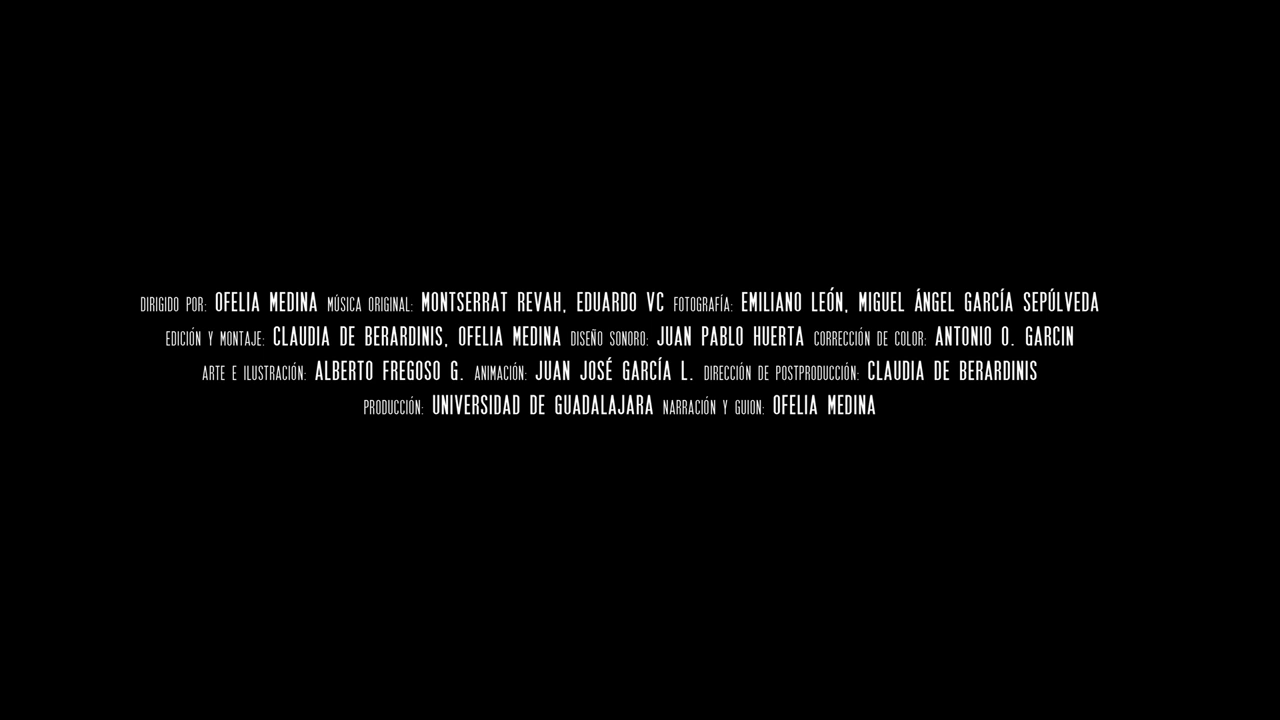 DIRIGIDO POR: OFELIA MEDINA MÚSICA ORIGINAL: MONTSERRAT REVAH, EDUARDO VC FOTOGRAFÍA: EMILIANO LEÓN, MIGUEL ÁNGEL GARCÍA SEPÚLVEDA
EDICIÓN Y MONTAJE: CLAUDIA DE BERARDINIS, OFELIA MEDINA DISEÑO SONORO: JUAN PABLO HUERTA CORRECCIÓN DE COLOR: ANTONIO O. GARCIN
ARTE E ILUSTRACIÓN: ALBERTO FREGOSO G. ANIMACIÓN: JUAN JOSÉ GARCÍA L. DIRECCIÓN DE POSTPRODUCCIÓN: CLAUDIA DE BERARDINIS
PRODUCCIÓN: UNIVERSIDAD DE GUADALAJARA NARRACIÓN Y GUION: OFELIA MEDINA